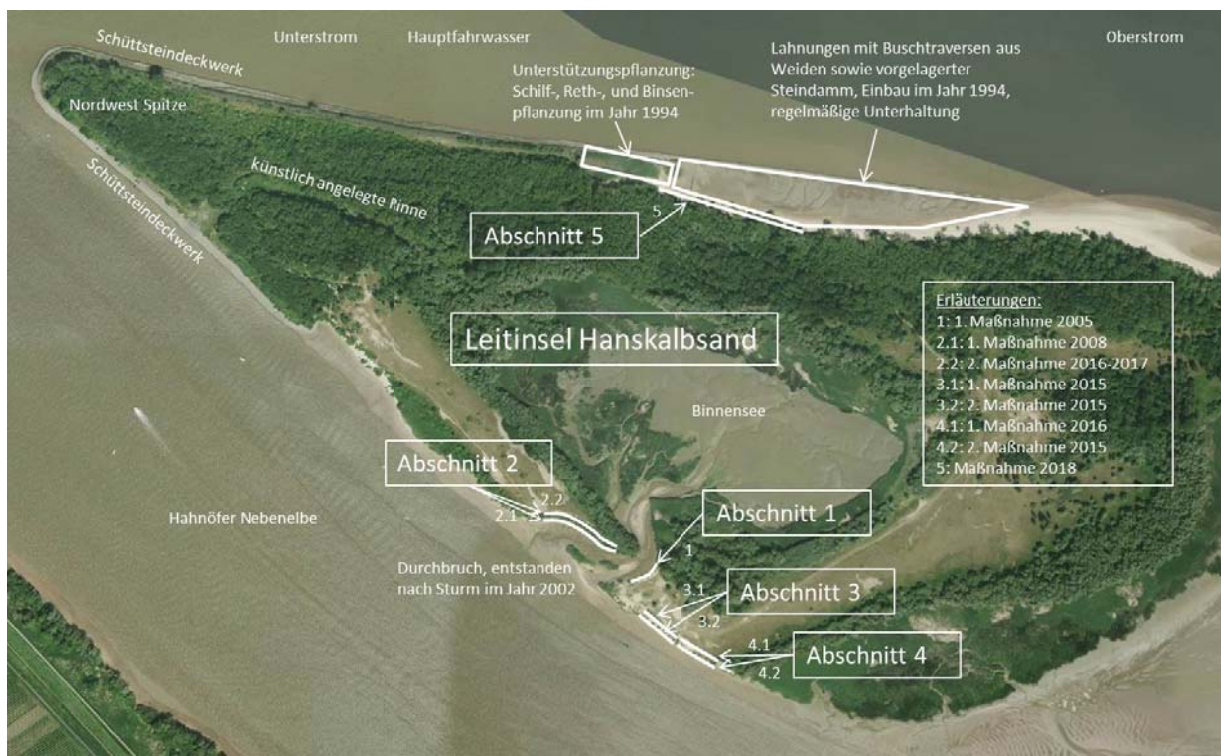 Schüttsteindeckwerk
Unterstrom
Hauptfahrwasser
Oberstrom
Lahnungen mit Buschtraversen aus
Weiden sowie vorgelagerter
Steindamm, Einbau im Jahr 1994,
regelmäßige Unterhaltung
Unterstützungspflanzung:
Schilf-, Reth-, und Binsen-
pflanzung im Jahr 1994
Nordwest Spitze
Schüttsteindeckwerk
künstlich angelegte Rinne
5
Abschnitt 5
Erläuterungen:
1: 1. Maßnahme 2005
2.1: 1. Maßnahme 2008
2.2: 2. Maßnahme 2016-2017
3.1: 1. Maßnahme 2015
3.2: 2. Maßnahme 2015
4.1: 1. Maßnahme 2016
4.2: 2. Maßnahme 2015
5: Maßnahme 2018
Leitinsel Hanskalbsand
Binnensee
Abschnitt 2
2.2
2.1
Hahnöfer Nebenelbe
Abschnitt 1
1
Durchbruch, entstanden
nach Sturm im Jahr 2002
3.1
Abschnitt 3
3.2
4.1
Abschnitt 4
4.2